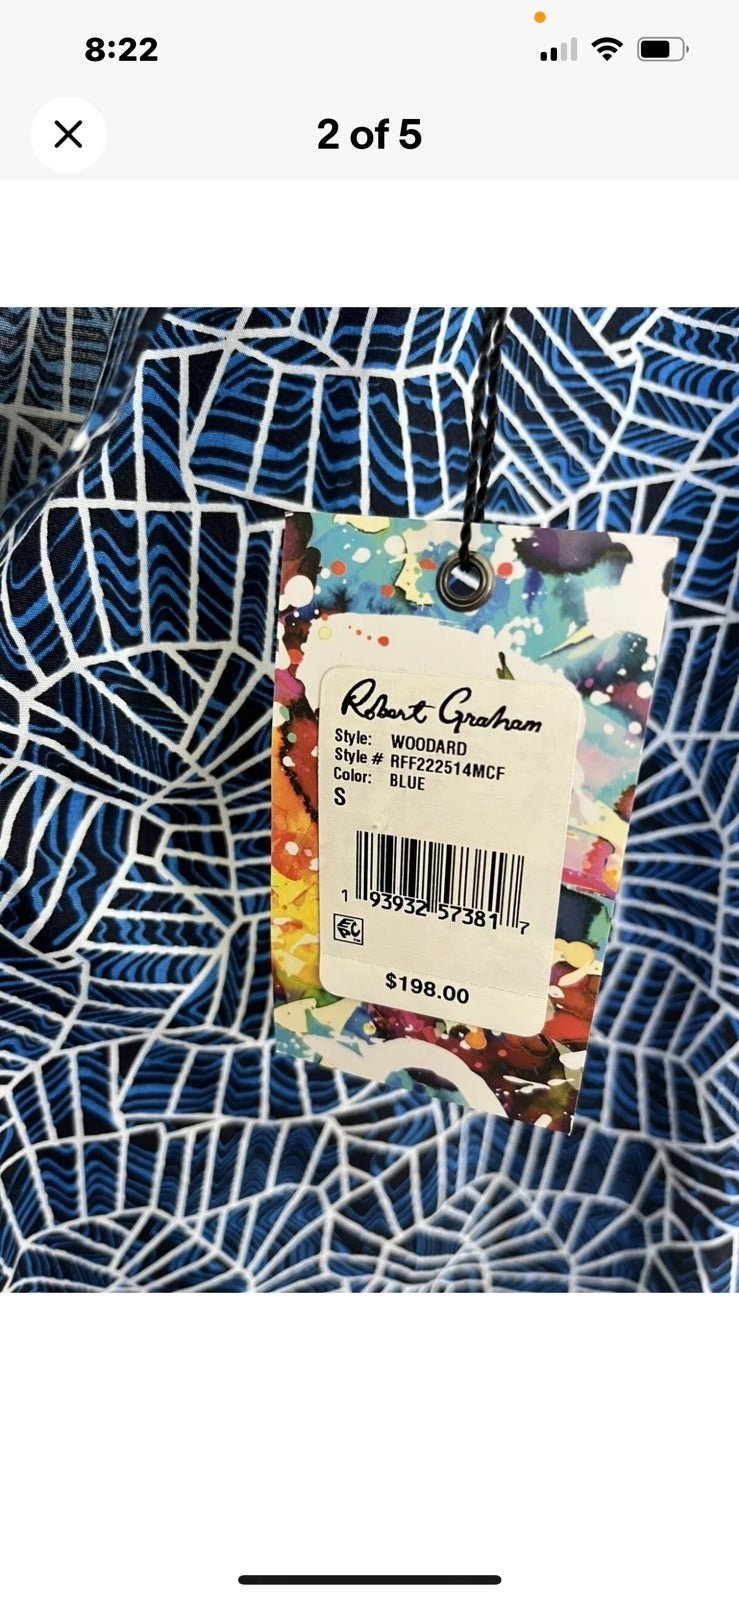 8:22
2 of 5
Robert Graham
Style: WOODARD
Style # RFF222514MCF
Color: BLUE
S
1 93932 57381 7
EPC™
$198.00